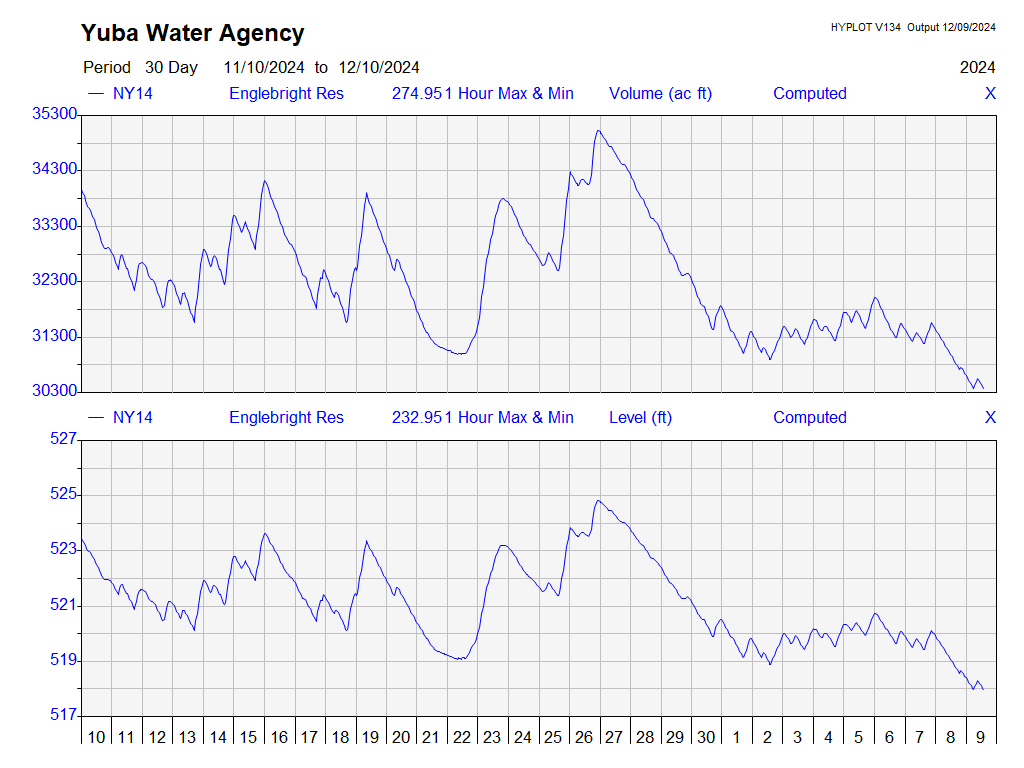 Yuba Water Agency
HYPLOT V134 Output 12/09/2024
Period 30 Day 11/10/2024 to 12/10/2024
2024
NY14 Englebright Res 274.951 Hour Max & Min Volume (ac ft) Computed X
35300
34300
33300
32300
31300
30300
NY14 Englebright Res 232.951 Hour Max & Min Level (ft) Computed X
527
525
523
521
519
517
10 11 12 13 14 15 16 17 18 19 20 21 22 23 24 25 26 27 28 29 30 1 2 3 4 5 6 7 8 9